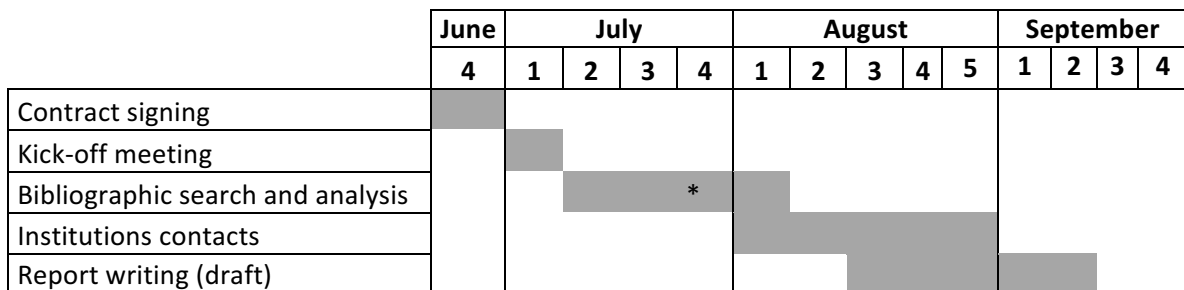 June July August September
4 1 2 3 4 1 2 3 4 5 1 2 3 4
Contract signing
Kick-off meeting
Bibliographic search and analysis *
Institutions contacts
Report writing (draft)